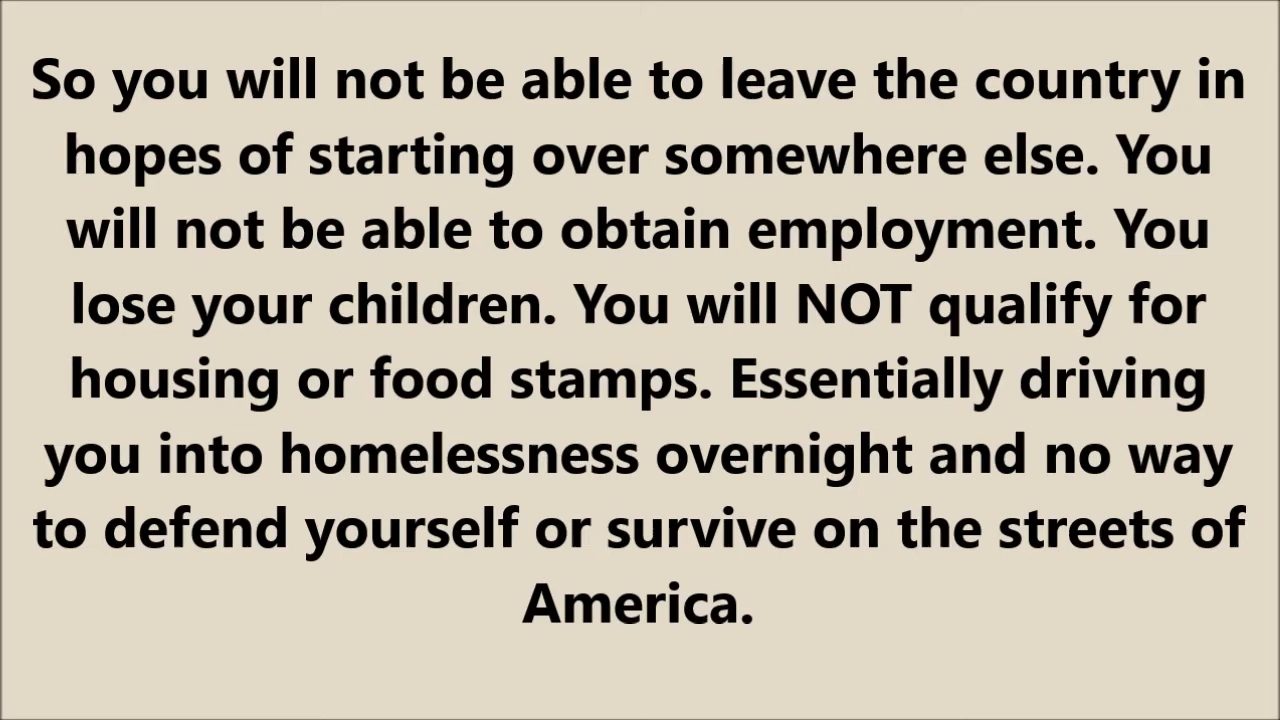 So you will not be able to leave the country in
hopes of starting over somewhere else. You
will not be able to obtain employment. You
lose your children. You will NOT qualify for
housing or food stamps. Essentially driving
you into homelessness overnight and no way
to defend yourself or survive on the streets of
America.